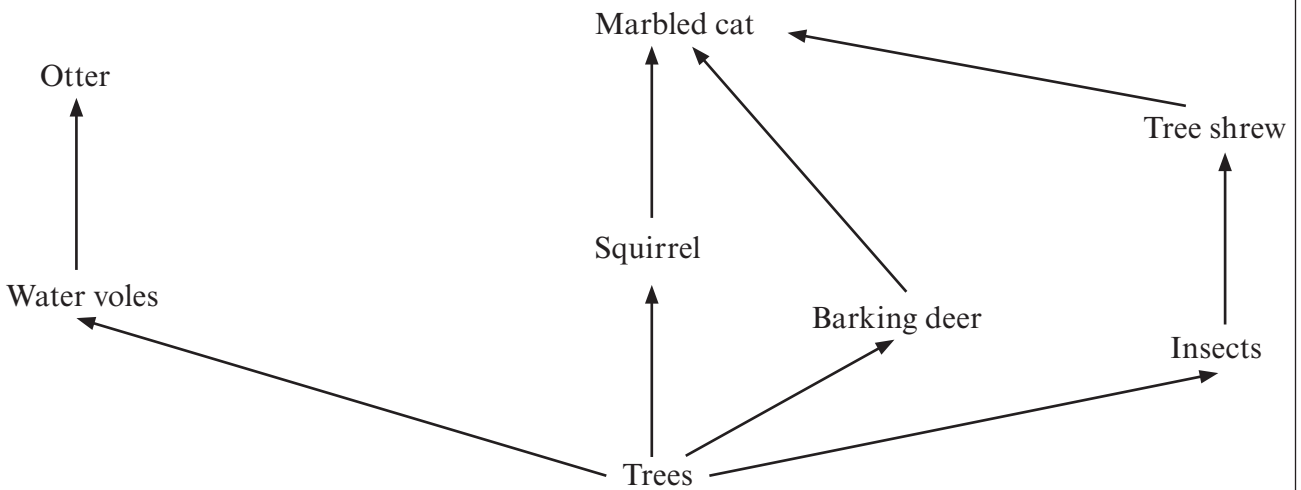 Marbled cat
Otter
Tree shrew
Squirrel
Water voles
Barking deer
Insects
Trees